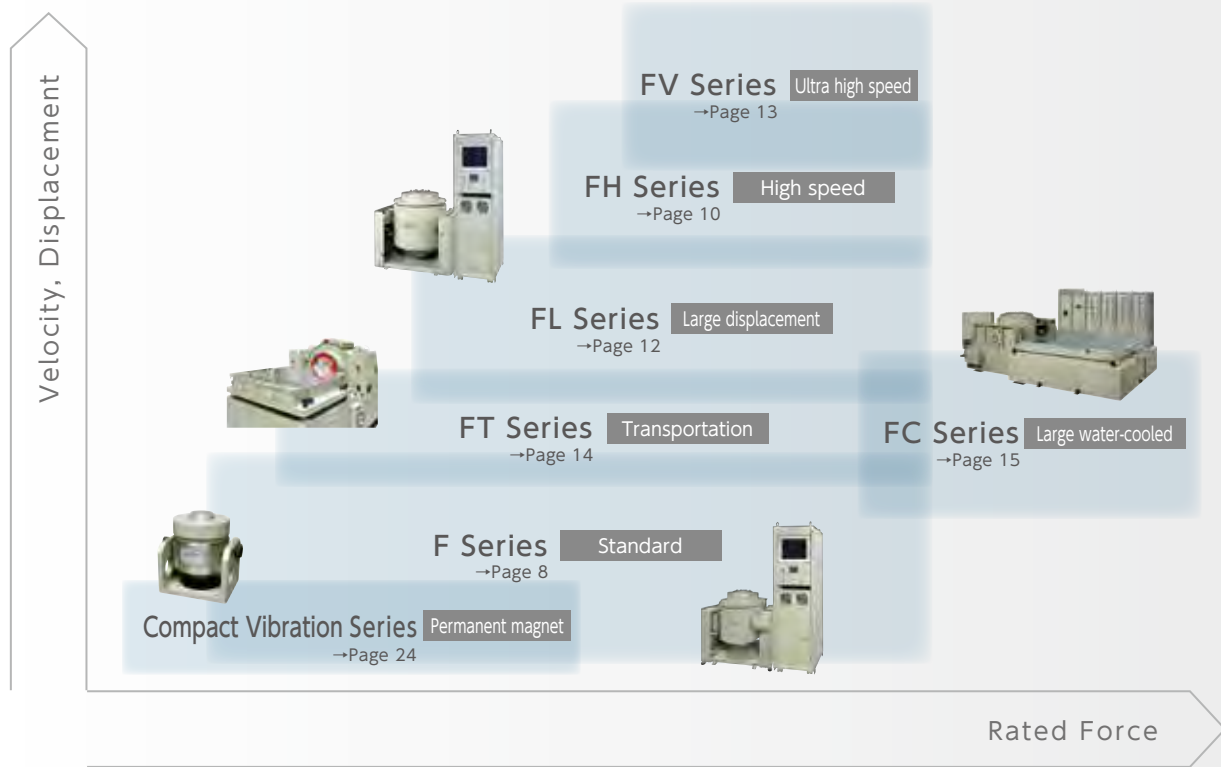 Velocity, Displacement
FV Series Ultra high speed
→Page 13
FH Series High speed
→Page 10
FL Series Large displacement
→Page 12
FT Series Transportation
→Page 14
FC Series Large water-cooled
→Page 15
F Series Standard
→Page 8
Compact Vibration Series Permanent magnet
→Page 24
Rated Force